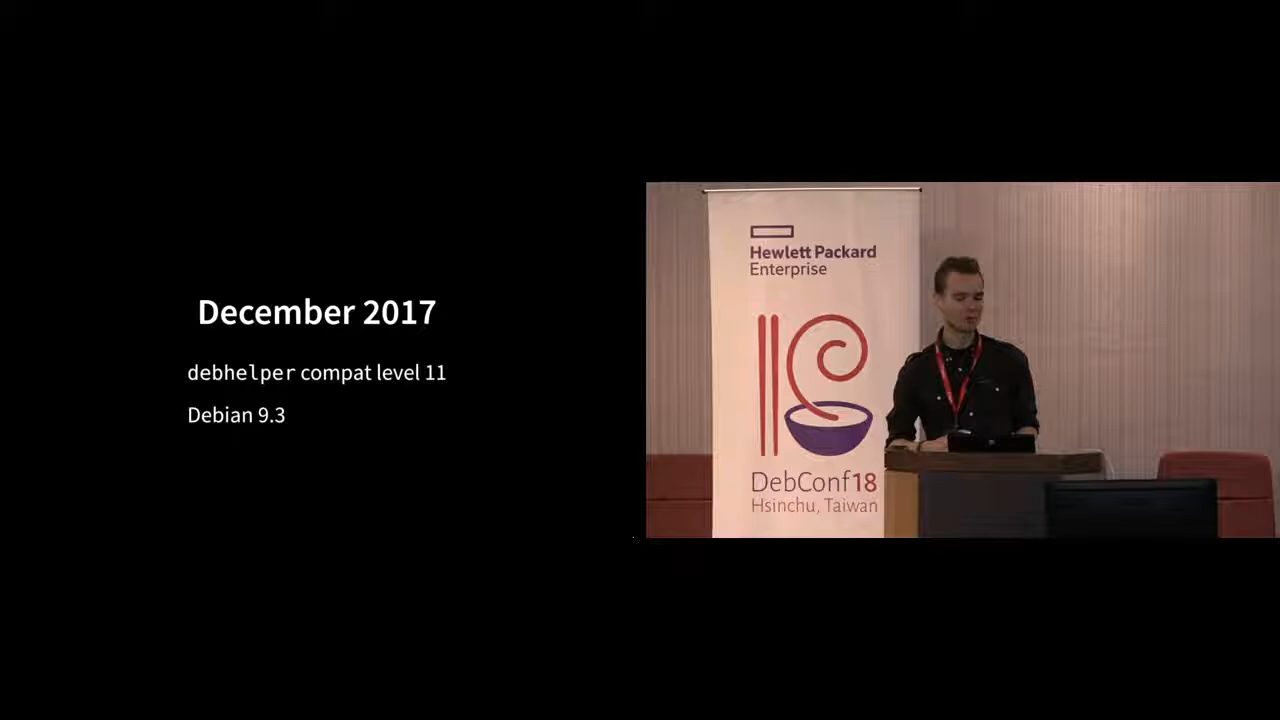 December 2017
debhelper compat level 11
Debian 9.3
Hewlett Packard
Enterprise
DebConf18
Hsinchu, Taiwan